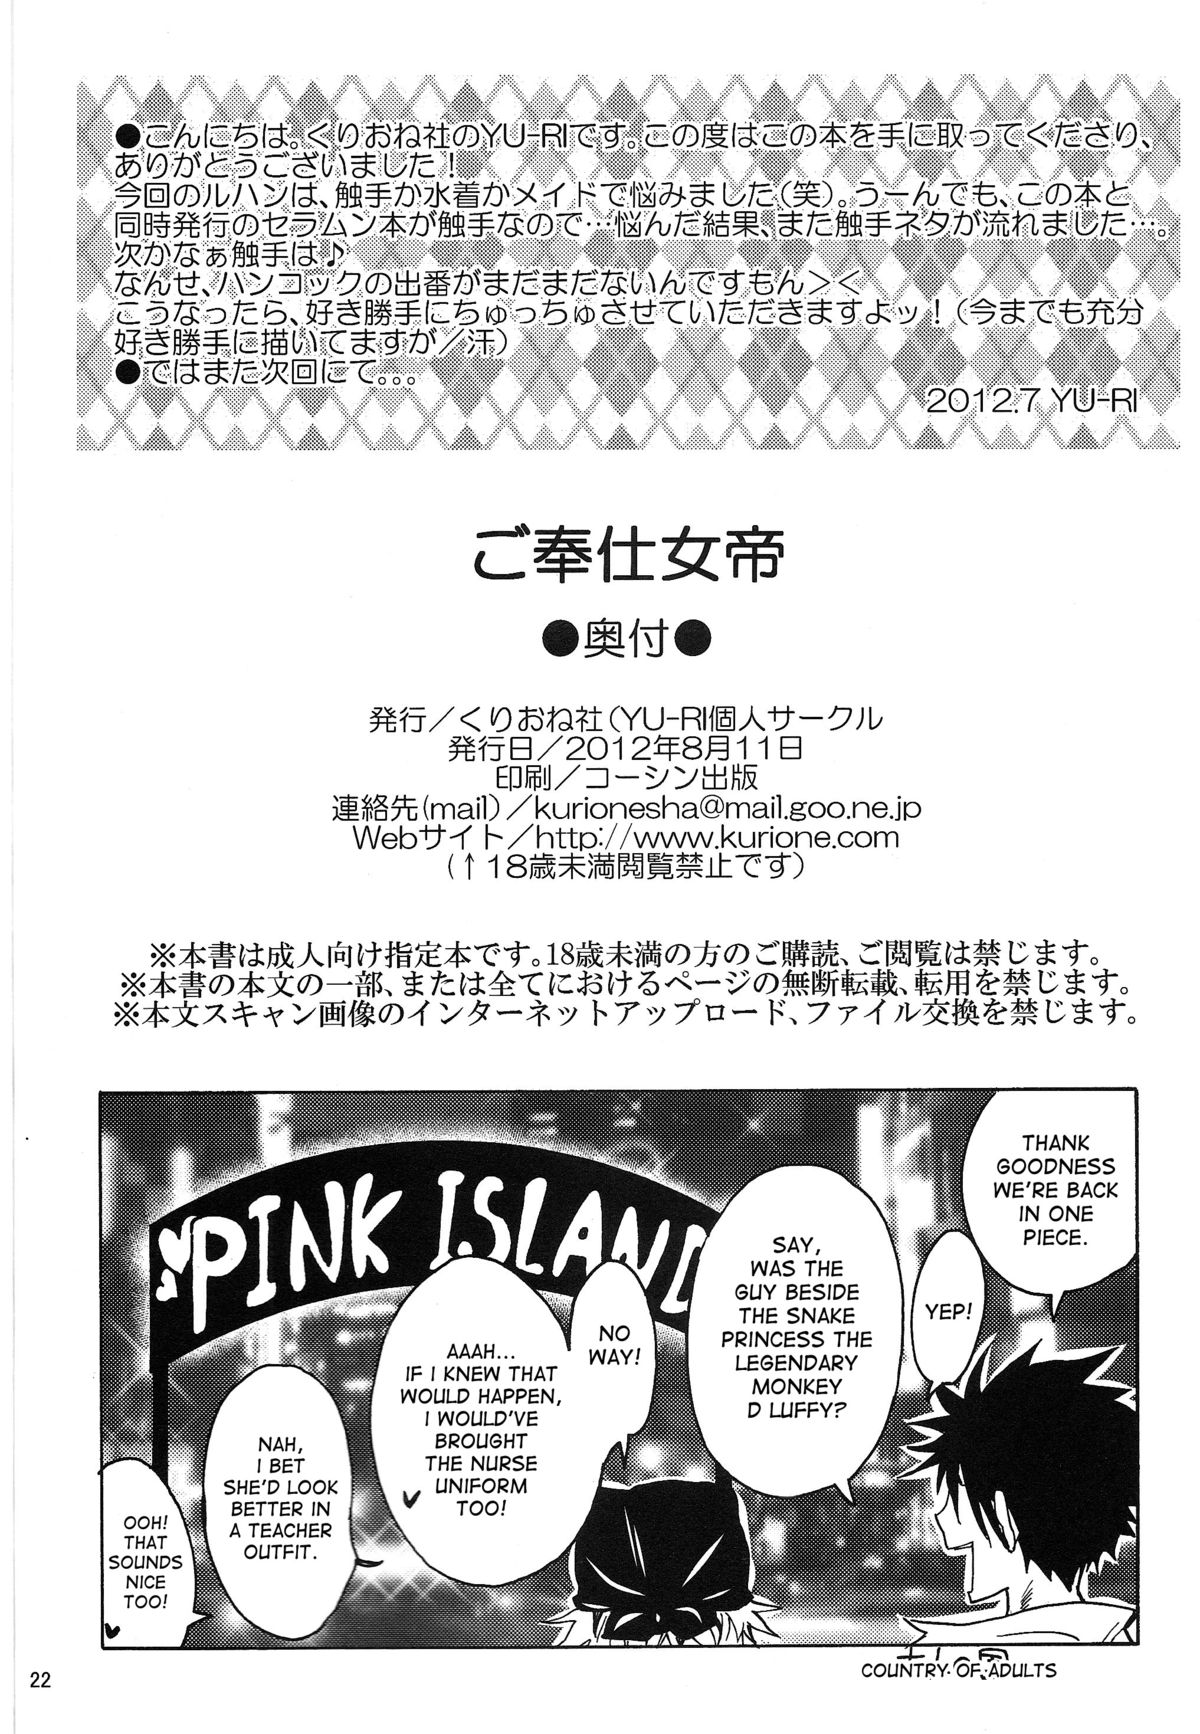 ●こんにちは。くりおね社のYU-RIです。この度はこの本を手に取ってくださり、
ありがとうございました！
今回のルハンは、触手か水着かメイドで悩みました（笑）。うーんでも、この本と
同時発行のセラムン本が触手なので…悩んだ結果、また触手ネタが流れました…。
次かなぁ触手は♪
なんせ、ハンコックの出番がまだまだないんですもん＞＜
こうなったら、好き勝手にちゅっちゅさせていただきますよッ！（今までも充分
好き勝手に描いてますが／汗）
●ではまた次回にて。。。
2012.7 YU-RI
ご奉仕女帝
●奥付●
発行／くりおね社（YU-RI個人サークル
発行日／2012年8月11日
印刷／コーシン出版
連絡先（mail）／kurionesha@mail.goo.ne.jp
Webサイト／http://www.kurione.com
（↑18歳未満閲覧禁止です）
※本書は成人向け指定本です。18歳未満の方のご購読、ご閲覧は禁じます。
※本書の本文の一部、または全てにおけるページの無断転載、転用を禁じます。
※本文スキャン画像のインターネットアップロード、ファイル交換を禁じます。
THANK
GOODNESS
WE'RE BACK
IN ONE
PIECE.
YEP!
SAY,
WAS THE
GUY BESIDE
THE SNAKE
PRINCESS THE
LEGENDARY
MONKEY
D LUFFY?
NO
WAY!
PINK ISLAND
AAAH...
IF I KNEW THAT
WOULD HAPPEN,
I WOULD'VE
BROUGHT
THE NURSE
UNIFORM
TOO!
NAH,
I BET
SHE'D LOOK
BETTER IN
A TEACHER
OUTFIT.
OOH!
THAT
SOUNDS
NICE
TOO!
COUNTRY OF ADULTS
22